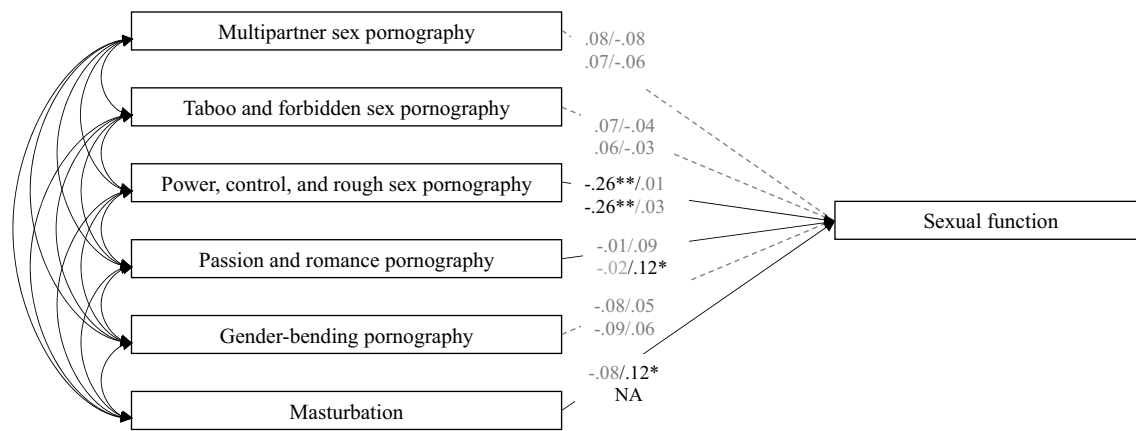 Multipartner sex pornography
.08/-.08
.07/-.06
Taboo and forbidden sex pornography
.07/-.04
.06/-.03
Power, control, and rough sex pornography
-.26**/.01
-.26**/.03
Sexual function
Passion and romance pornography
-.01/.09
-.02/.12*
Gender-bending pornography
-.08/.05
-.09/.06
Masturbation
-.08/.12*
NA